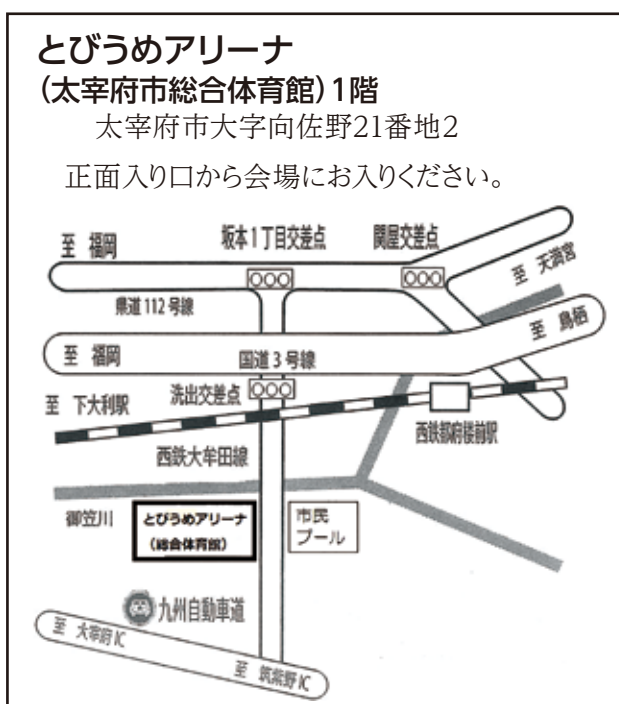 とびうめアリーナ
(太宰府市総合体育館)1階
太宰府市大字向佐野21番地2
正面入り口から会場にお入りください。
至 福岡
坂本1丁目交差点
関屋交差点
至 天満宮
県道112号線
至 福岡
国道3号線
至 鳥栖
洗出交差点
至 下大利駅
西鉄都府楼前駅
西鉄大牟田線
御笠川
とびうめアリーナ
(総合体育館)
市民
プール
九州自動車道
至 太宰府IC
至 筑紫野IC